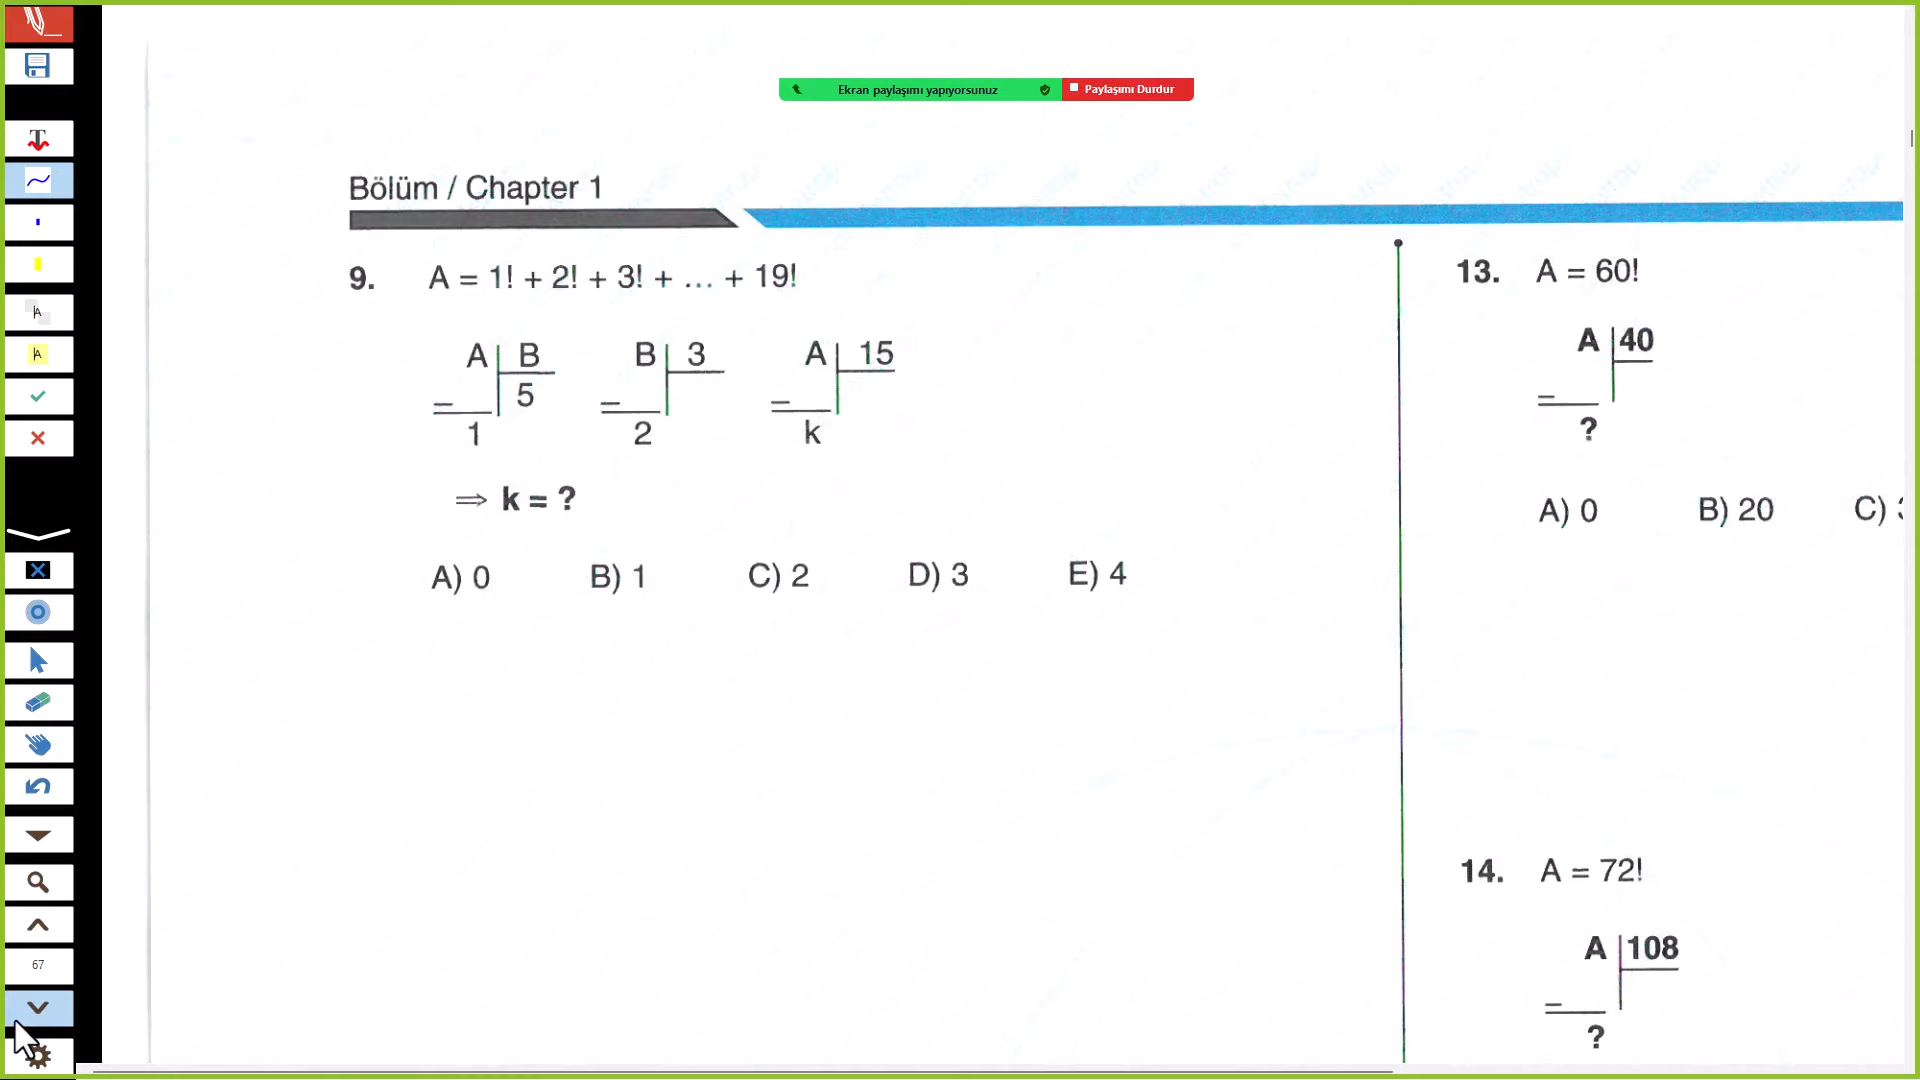 Ekran paylaşımı yapıyorsunuz
Paylaşımı Durdur
Bölüm / Chapter 1
9. A = 1! + 2! + 3! + ... + 19!
A B
5
1
B 3
2
A 15
k
⇒ k = ?
A) 0 B) 1 C) 2 D) 3 E) 4
13. A = 60!
A 40
?
A) 0 B) 20 C)
14. A = 72!
A 108
?
T
A
A
67